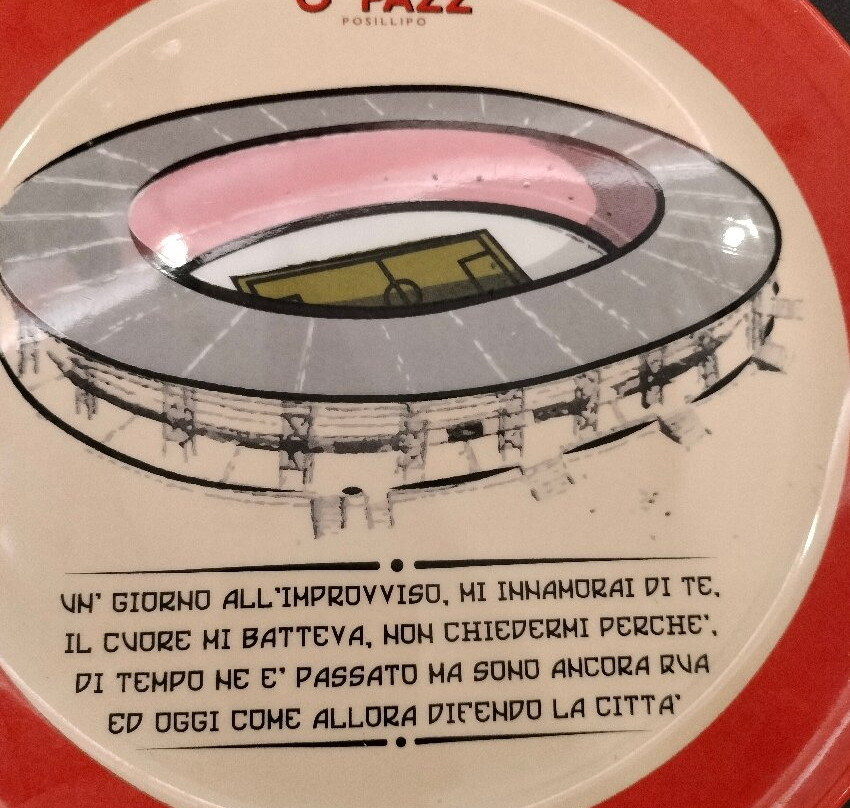 O' PAZZ
POSILLIPO
UN' GIORNO ALL'IMPROVVISO, MI INNAMORAI DI TE,
IL CUORE MI BATTEVA, NON CHIEDERMI PERCHE',
DI TEMPO NE E' PASSATO MA SONO ANCORA QUA
ED OGGI COME ALLORA DIFENDO LA CITTA'